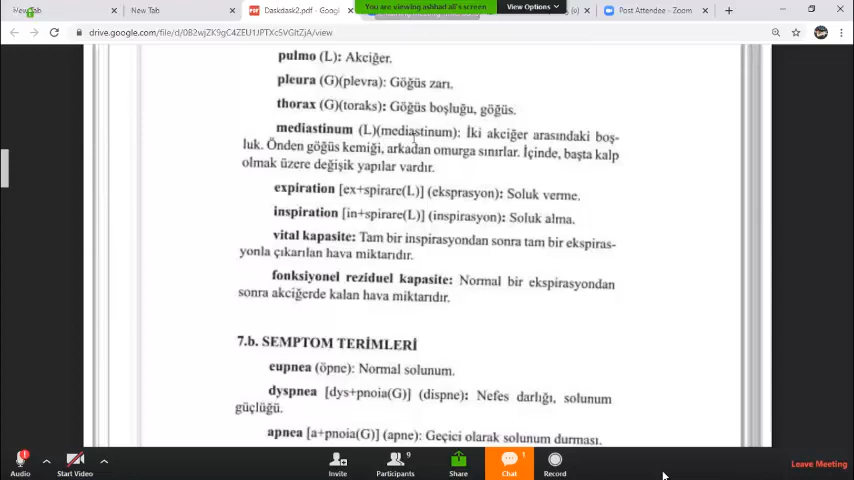 New Tab
New Tab
Daskdask2.pdf - Googl
You are viewing ashhad ali's screen
View Options
Post Attendee - Zoom
drive.google.com/file/d/0B2wjZK9gC4ZEU1JPTXc5VGltZjA/view
pulmo (L): Akciğer.
pleura (G)(plevra): Göğüs zarı.
thorax (G)(toraks): Göğüs boşluğu, göğüs.
mediastinum (L)(mediastinum): İki akciğer arasındaki boş-
luk. Önden göğüs kemiği, arkadan omurga sınırlar. İçinde, başta kalp
olmak üzere değişik yapılar vardır.
expiration [ex+spirare(L)] (eksprasyon): Soluk verme.
inspiration [in+spirare(L)] (inspirasyon): Soluk alma.
vital kapasite: Tam bir inspirasyondan sonra tam bir ekspiras-
yonla çıkarılan hava miktarıdır.
fonksiyonel reziduel kapasite: Normal bir ekspirasyondan
sonra akciğerde kalan hava miktarıdır.
7.b. SEMPTOM TERİMLERİ
eupnea (öpne): Normal solunum.
dyspnea [dys+pnoia(G)] (dispne): Nefes darlığı, solunum
güçlüğü.
apnea [a+pnoia(G)] (apne): Geçici olarak solunum durması.
Audio
Start Video
Invite
9
Participants
Share
1
Chat
Record
Leave Meeting